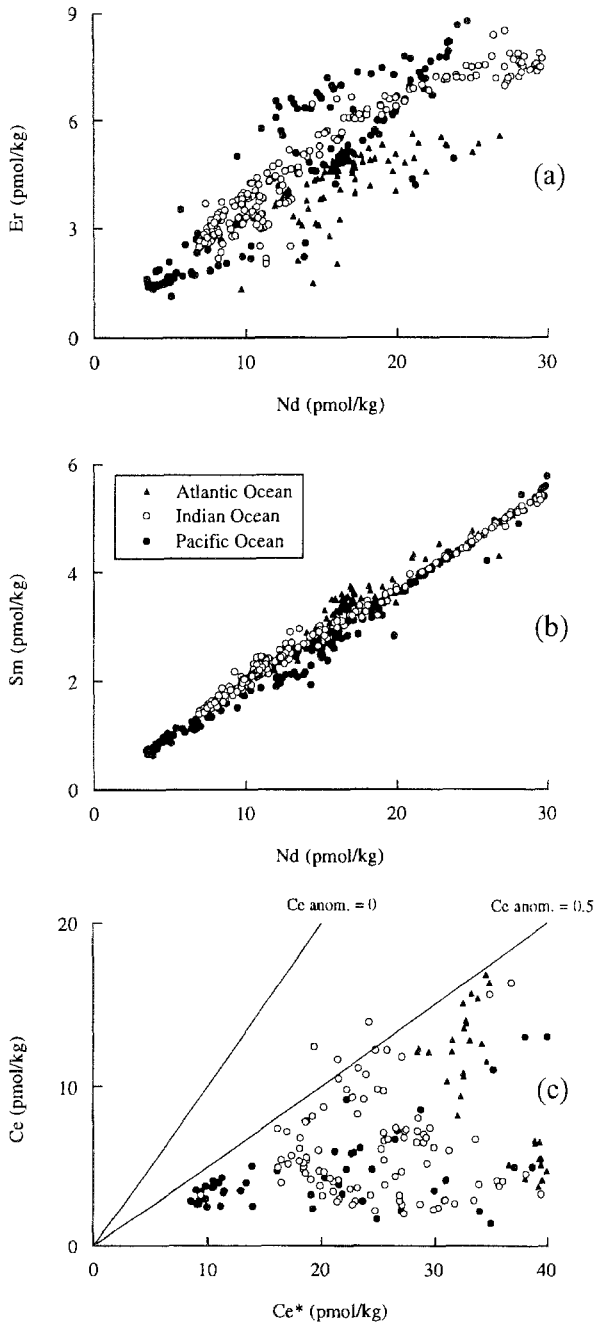 9
6
3
0
Er (pmol/kg)
(a)
0 10 20 30
Nd (pmol/kg)
6
4
2
0
Sm (pmol/kg)
Atlantic Ocean
Indian Ocean
Pacific Ocean
(b)
0 10 20 30
Nd (pmol/kg)
Ce anom. = 0
Ce anom. = 0.5
20
10
0
Ce (pmol/kg)
(c)
0 10 20 30 40
Ce* (pmol/kg)